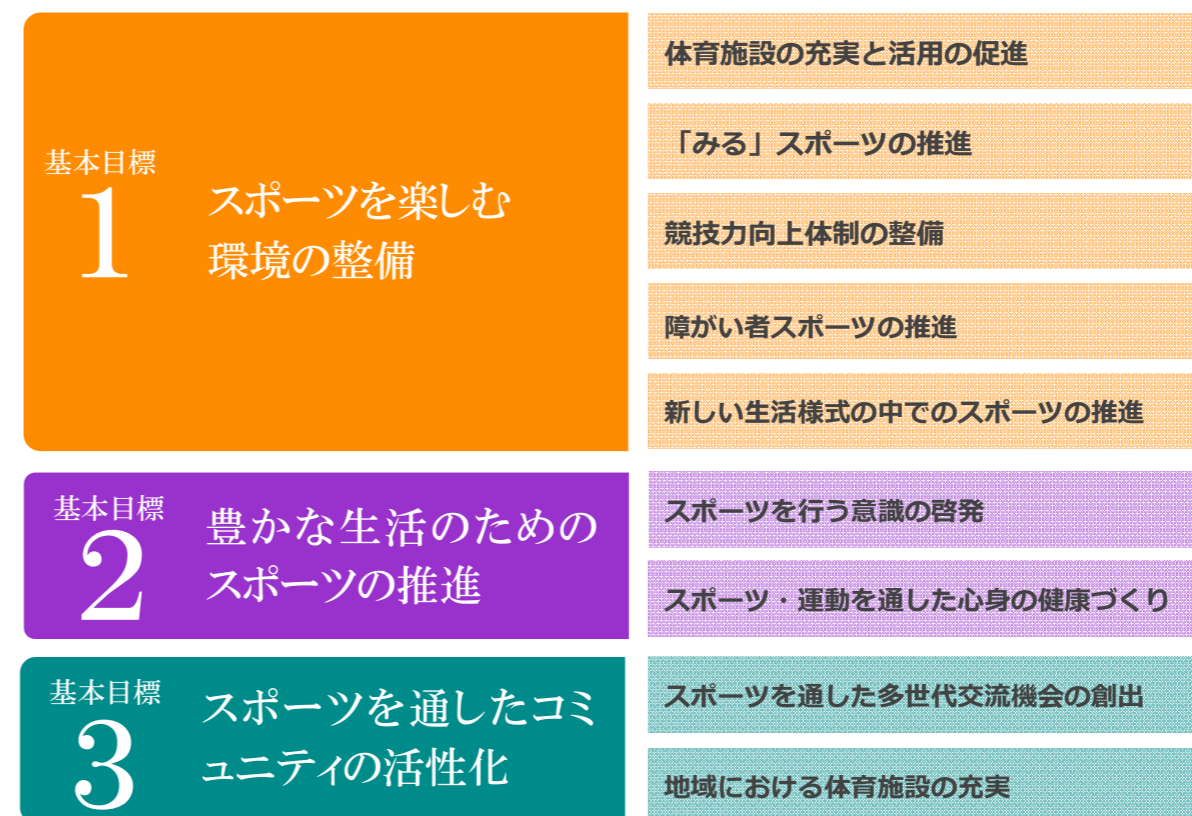 基本目標
1
スポーツを楽しむ
環境の整備
体育施設の充実と活用の促進
「みる」スポーツの推進
競技力向上体制の整備
障がい者スポーツの推進
新しい生活様式の中でのスポーツの推進
基本目標
2
豊かな生活のための
スポーツの推進
スポーツを行う意識の啓発
スポーツ・運動を通した心身の健康づくり
基本目標
3
スポーツを通したコミ
ュニティの活性化
スポーツを通した多世代交流機会の創出
地域における体育施設の充実